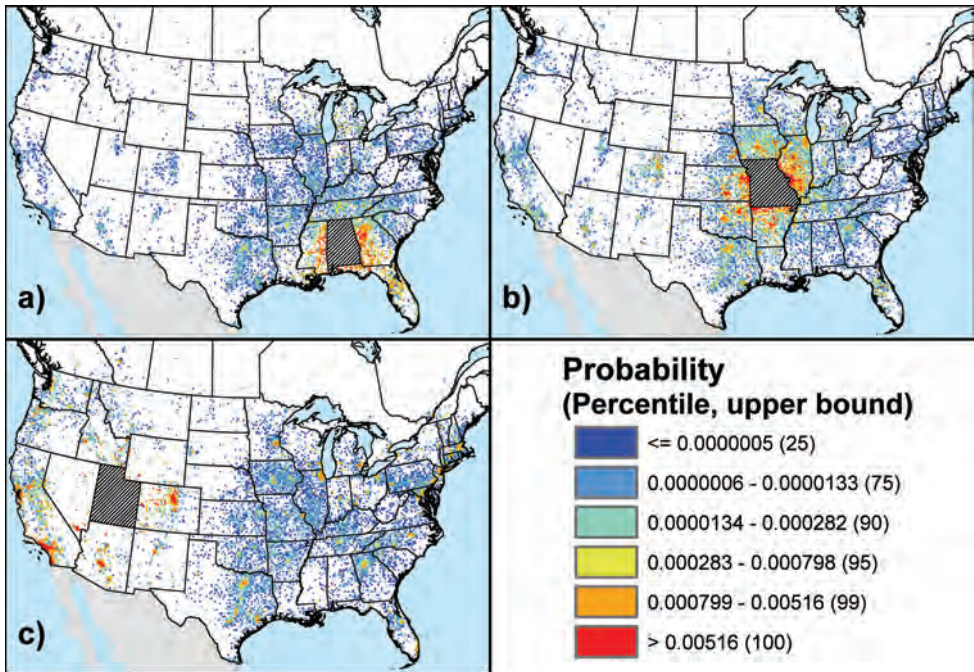 a)
b)
c)
Probability
(Percentile, upper bound)
<= 0.0000005 (25)
0.0000006 - 0.0000133 (75)
0.0000134 - 0.000282 (90)
0.000283 - 0.000798 (95)
0.000799 - 0.00516 (99)
> 0.00516 (100)